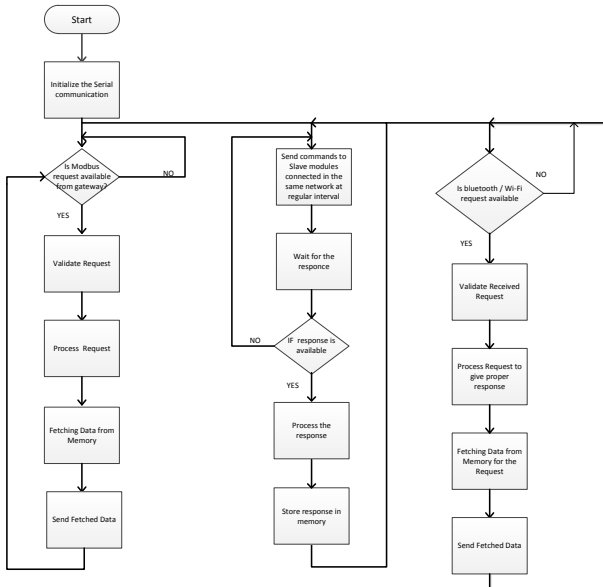 Start
Initialize the Serial
communication
Is Modbus
request available
from gateway?
NO
YES
Validate Request
Process Request
Fetching Data from
Memory
Send Fetched Data
Send commands to
Slave modules
connected in the
same network at
regular interval
Wait for the
responce
IF response is
available
NO
YES
Process the
response
Store response in
memory
Is bluetooth / Wi-Fi
request available
NO
YES
Validate Received
Request
Process Request to
give proper
response
Fetching Data from
Memory for the
Request
Send Fetched Data